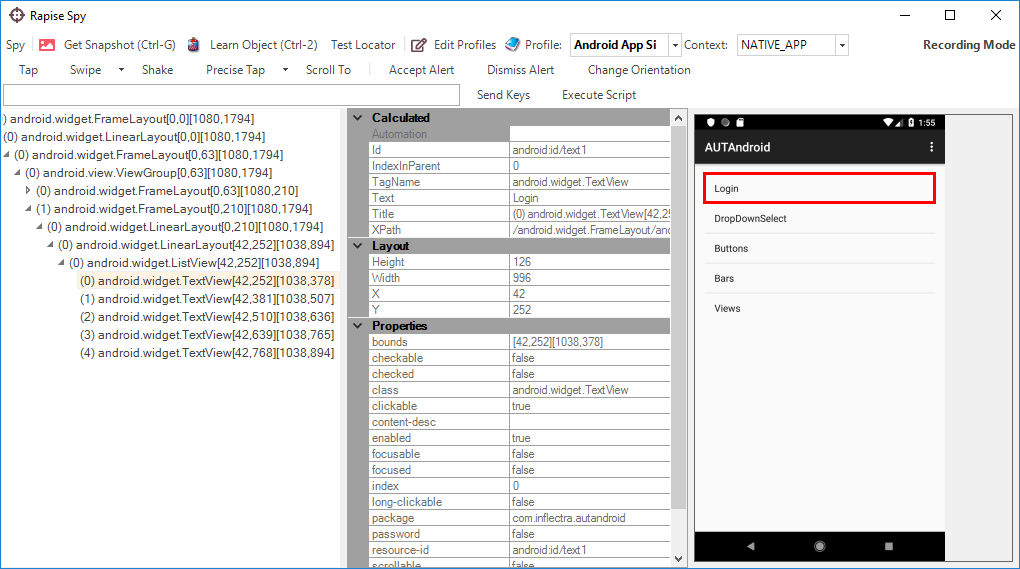 Rapise Spy
Spy Get Snapshot (Ctrl-G) Learn Object (Ctrl-2) Test Locator Edit Profiles Profile: Android App Si Context: NATIVE_APP Recording Mode
Tap Swipe Shake Precise Tap Scroll To Accept Alert Dismiss Alert Change Orientation
Send Keys Execute Script
) android.widget.FrameLayout[0,0][1080,1794]
(0) android.widget.LinearLayout[0,0][1080,1794]
(0) android.widget.FrameLayout[0,63][1080,1794]
(0) android.view.ViewGroup[0,63][1080,1794]
(0) android.widget.FrameLayout[0,63][1080,210]
(1) android.widget.FrameLayout[0,210][1080,1794]
(0) android.widget.LinearLayout[0,210][1080,1794]
(0) android.widget.LinearLayout[42,252][1038,894]
(0) android.widget.ListView[42,252][1038,894]
(0) android.widget.TextView[42,252][1038,378]
(1) android.widget.TextView[42,381][1038,507]
(2) android.widget.TextView[42,510][1038,636]
(3) android.widget.TextView[42,639][1038,765]
(4) android.widget.TextView[42,768][1038,894]
Calculated
Automation
Id android:id/text1
IndexInParent 0
TagName android.widget.TextView
Text Login
Title (0) android.widget.TextView[42,25
XPath /android.widget.FrameLayout/and
Layout
Height 126
Width 996
X 42
Y 252
Properties
bounds [42,252][1038,378]
checkable false
checked false
class android.widget.TextView
clickable true
content-desc
enabled true
focusable false
focused false
index 0
long-clickable false
package com.inflectra.autandroid
password false
resource-id android:id/text1
scrollable false
1:55
AUTAndroid
Login
DropDownSelect
Buttons
Bars
Views